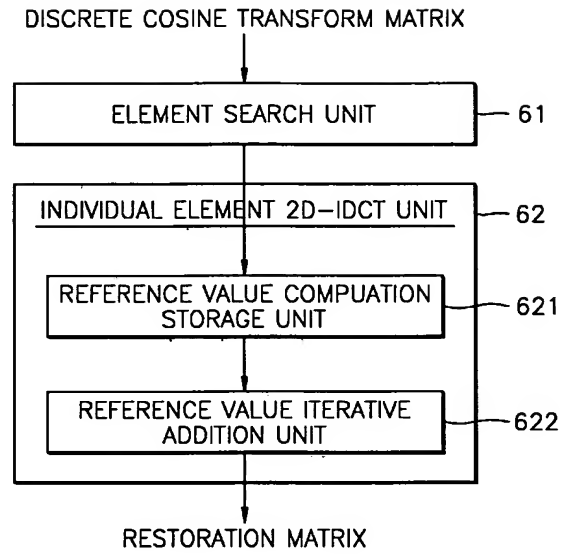 DISCRETE COSINE TRANSFORM MATRIX
ELEMENT SEARCH UNIT
61
INDIVIDUAL ELEMENT 2D-IDCT UNIT
62
REFERENCE VALUE COMPUATION
STORAGE UNIT
621
REFERENCE VALUE ITERATIVE
ADDITION UNIT
622
RESTORATION MATRIX